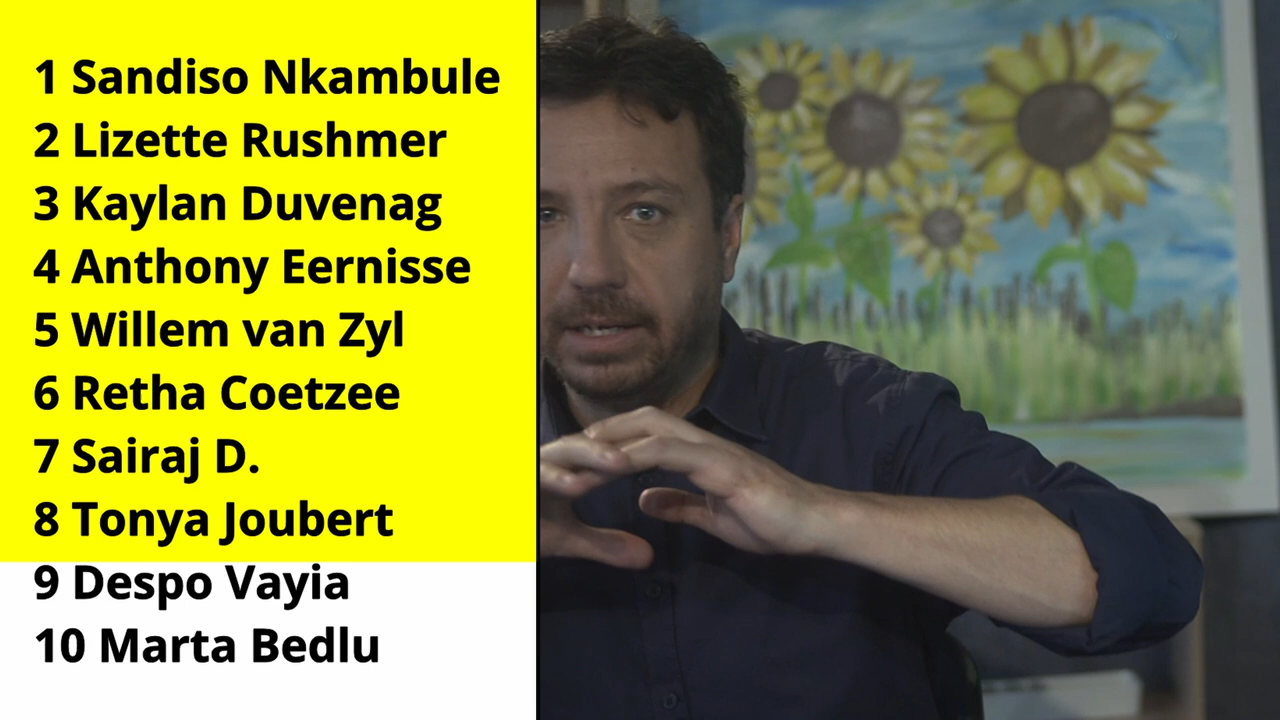 1 Sandiso Nkambule
2 Lizette Rushmer
3 Kaylan Duvenag
4 Anthony Eernisse
5 Willem van Zyl
6 Retha Coetzee
7 Sairaj D.
8 Tonya Joubert
9 Despo Vayia
10 Marta Bedlu